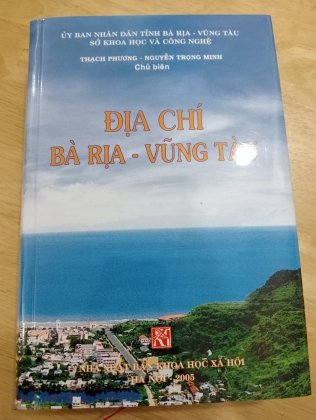 ỦY BAN NHÂN DÂN TỈNH BÀ RỊA - VŨNG TÀU
SỞ KHOA HỌC VÀ CÔNG NGHỆ
THẠCH PHƯƠNG - NGUYỄN TRỌNG MINH
Chủ biên
ĐỊA CHÍ
BÀ RỊA - VŨNG TÀU
NHÀ XUẤT BẢN KHOA HỌC XÃ HỘI
HÀ NỘI - 2005